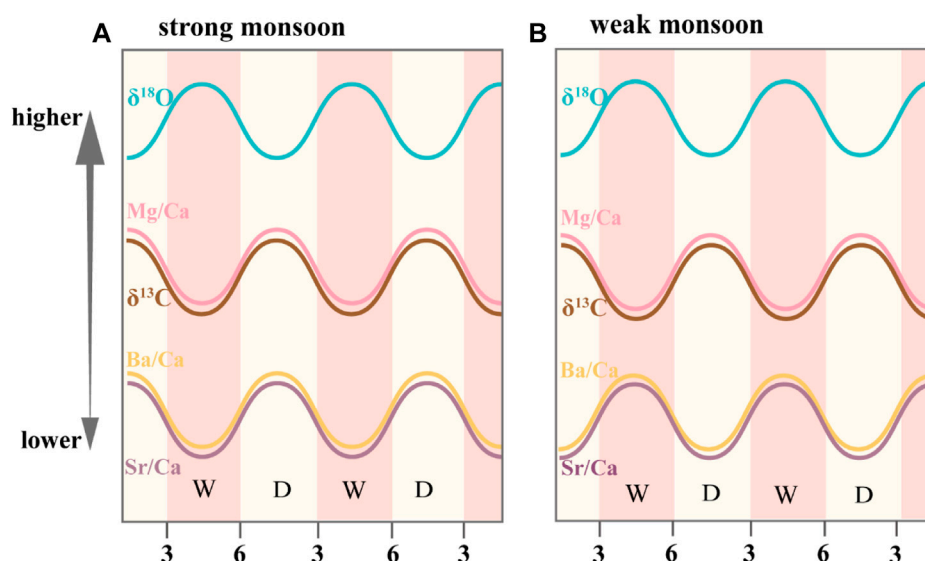 A
strong monsoon
higher
lower
δ¹⁸O
Mg/Ca
δ¹³C
Ba/Ca
Sr/Ca
W D W D
3 6 3 6 3
B
weak monsoon
δ¹⁸O
Mg/Ca
δ¹³C
Ba/Ca
Sr/Ca
W D W D
3 6 3 6 3